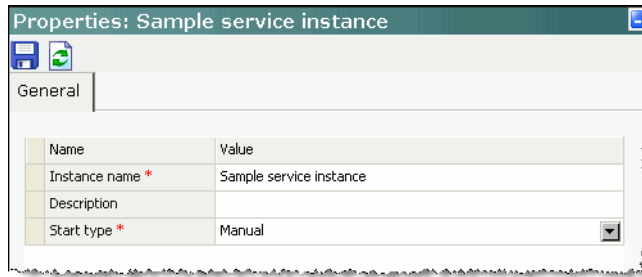 Properties: Sample service instance
General
Name Value
Instance name * Sample service instance
Description
Start type * Manual